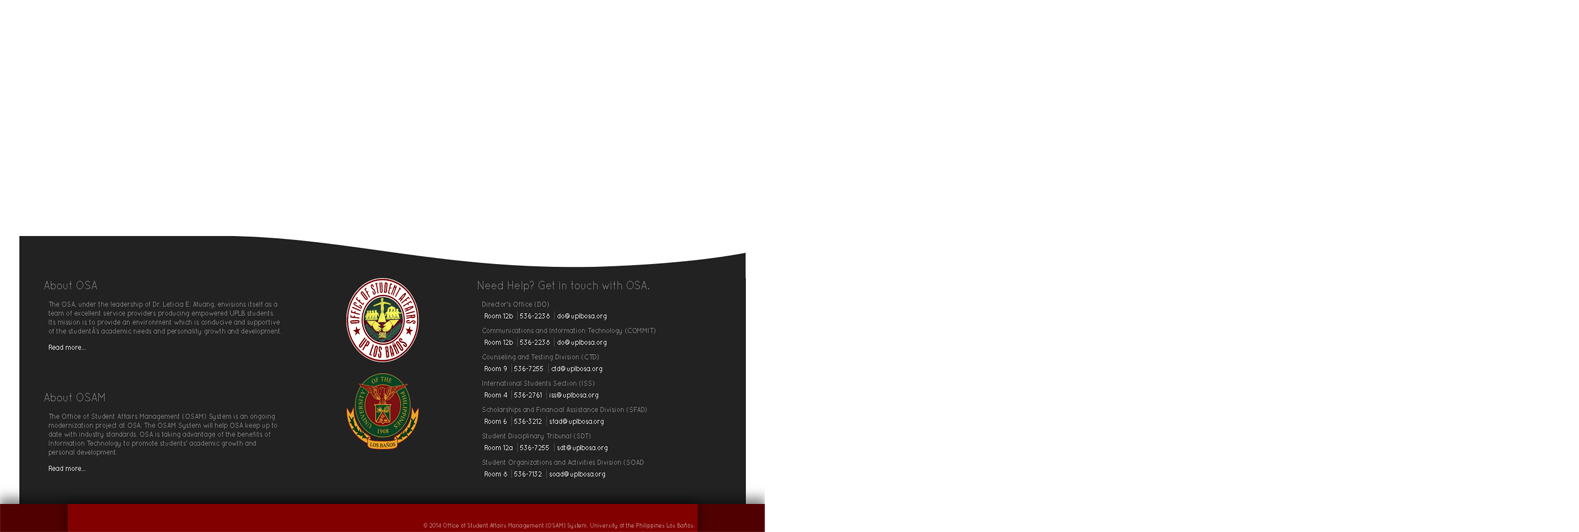 About OSA
The OSA, under the leadership of Dr. Leticia E. Afuang, envisions itself as a
team of excellent service providers producing empowered UPLB students.
Its mission is to provide an environment which is conducive and supportive
of the studentÂ's academic needs and personality growth and development.
Read more...
About OSAM
The Office of Student Affairs Management (OSAM) System is an ongoing
modernization project at OSA. The OSAM System will help OSA keep up to
date with industry standards. OSA is taking advantage of the benefits of
Information Technology to promote students' academic growth and
personal development.
Read more...
OFFICE OF STUDENT AFFAIRS
UP LOS BAÑOS
UNIVERSITY OF THE PHILIPPINES
1908
LOS BAÑOS
Need Help? Get in touch with OSA.
Director's Office (DO)
Room 12b | 536-2238 | do@uplbosa.org
Communications and Information Technology (COMMIT)
Room 12b | 536-2238 | do@uplbosa.org
Counseling and Testing Division (CTD)
Room 9 | 536-7255 | ctd@uplbosa.org
International Students Section (ISS)
Room 4 | 536-2761 | iss@uplbosa.org
Scholarships and Financial Assistance Division (SFAD)
Room 6 | 536-3212 | sfad@uplbosa.org
Student Disciplinary Tribunal (SDT)
Room 12a | 536-7255 | sdt@uplbosa.org
Student Organizations and Activities Division (SOAD
Room 8 | 536-7132 | soad@uplbosa.org
© 2014 Office of Student Affairs Management (OSAM) System. University of the Philippines Los Baños.